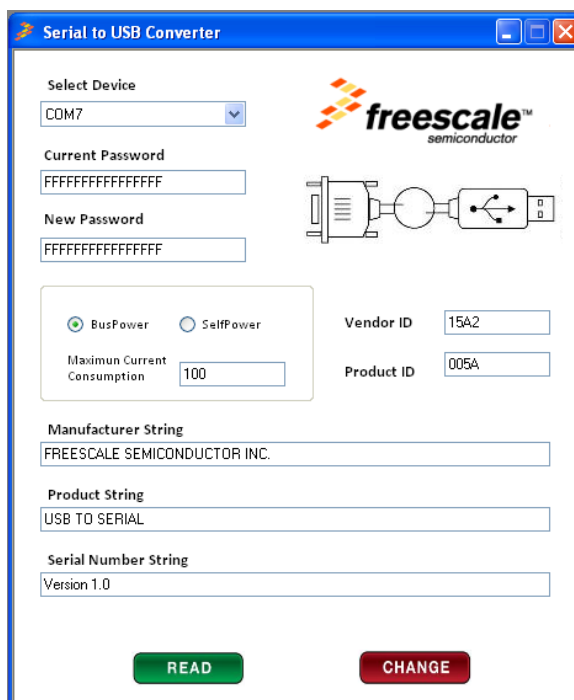 Serial to USB Converter
Select Device
COM7
freescale™
semiconductor
Current Password
FFFFFFFFFFFFFFFF
New Password
FFFFFFFFFFFFFFFF
BusPower SelfPower
Maximun Current
Consumption
100
Vendor ID 15A2
Product ID 005A
Manufacturer String
FREESCALE SEMICONDUCTOR INC.
Product String
USB TO SERIAL
Serial Number String
Version 1.0
READ CHANGE